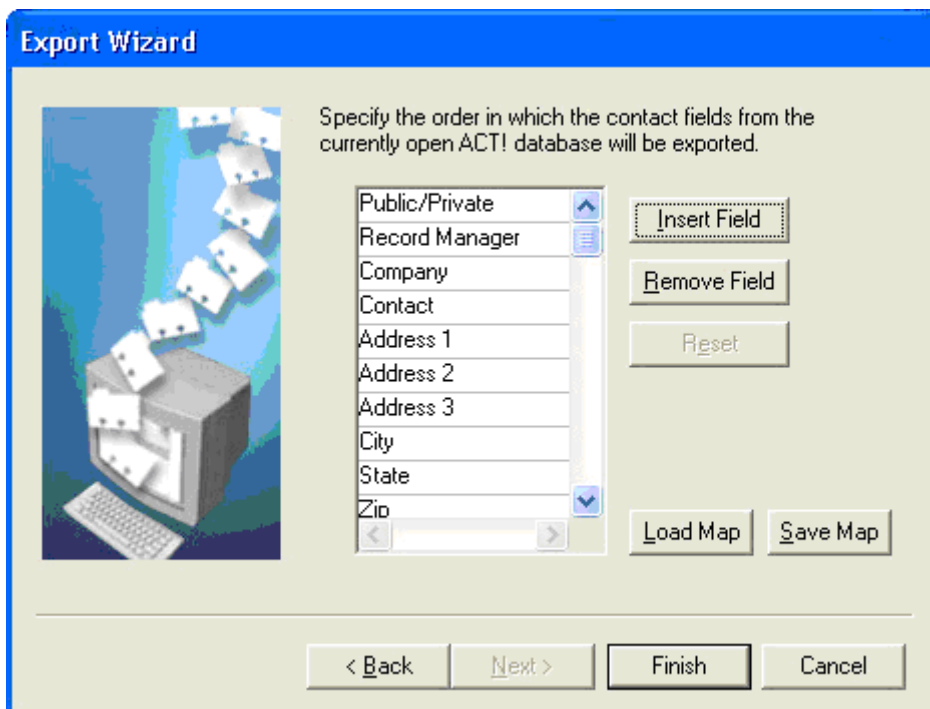 Export Wizard
Specify the order in which the contact fields from the
currently open ACT! database will be exported.
Public/Private
Record Manager
Company
Contact
Address 1
Address 2
Address 3
City
State
Zip
Insert Field
Remove Field
Reset
Load Map
Save Map
< Back
Next >
Finish
Cancel